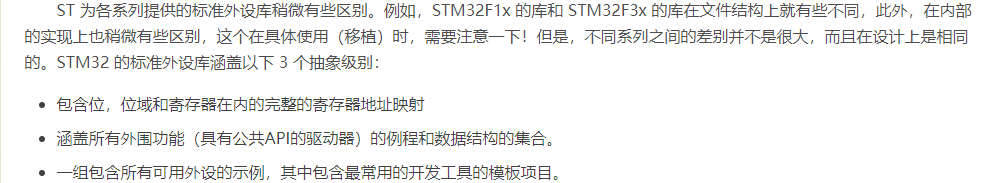 ST 为各系列提供的标准外设库稍微有些区别。例如，STM32F1x 的库和 STM32F3x 的库在文件结构上就有些不同，此外，在内部
的实现上也稍微有些区别，这个在具体使用（移植）时，需要注意一下！但是，不同系列之间的差别并不是很大，而且在设计上是相同
的。STM32 的标准外设库涵盖以下 3 个抽象级别：
• 包含位，位域和寄存器在内的完整的寄存器地址映射
• 涵盖所有外围功能（具有公共API的驱动器）的例程和数据结构的集合。
• 一组包含所有可用外设的示例，其中包含最常用的开发工具的模板项目。